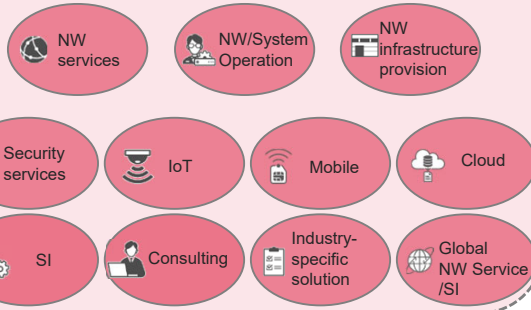 NW
services
NW/System
Operation
NW
infrastructure
provision
Security
services
IoT
Mobile
Cloud
SI
Consulting
Industry-
specific
solution
Global
NW Service
/SI